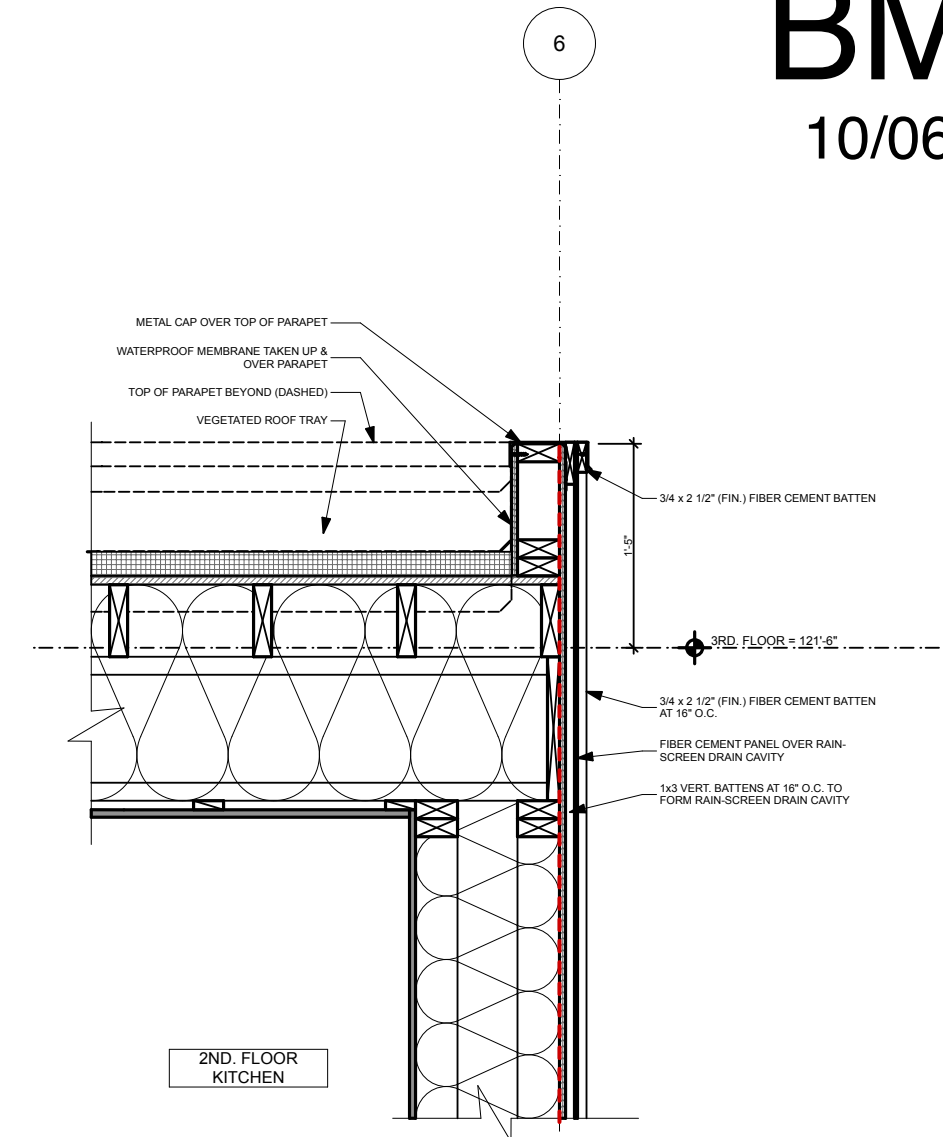 BM
10/06
6
METAL CAP OVER TOP OF PARAPET
WATERPROOF MEMBRANE TAKEN UP &
OVER PARAPET
TOP OF PARAPET BEYOND (DASHED)
VEGETATED ROOF TRAY
3/4 x 2 1/2" (FIN.) FIBER CEMENT BATTEN
1'-5"
3RD. FLOOR = 121'-6"
3/4 x 2 1/2" (FIN.) FIBER CEMENT BATTEN
AT 16" O.C.
FIBER CEMENT PANEL OVER RAIN-
SCREEN DRAIN CAVITY
1x3 VERT. BATTENS AT 16" O.C. TO
FORM RAIN-SCREEN DRAIN CAVITY
2ND. FLOOR
KITCHEN